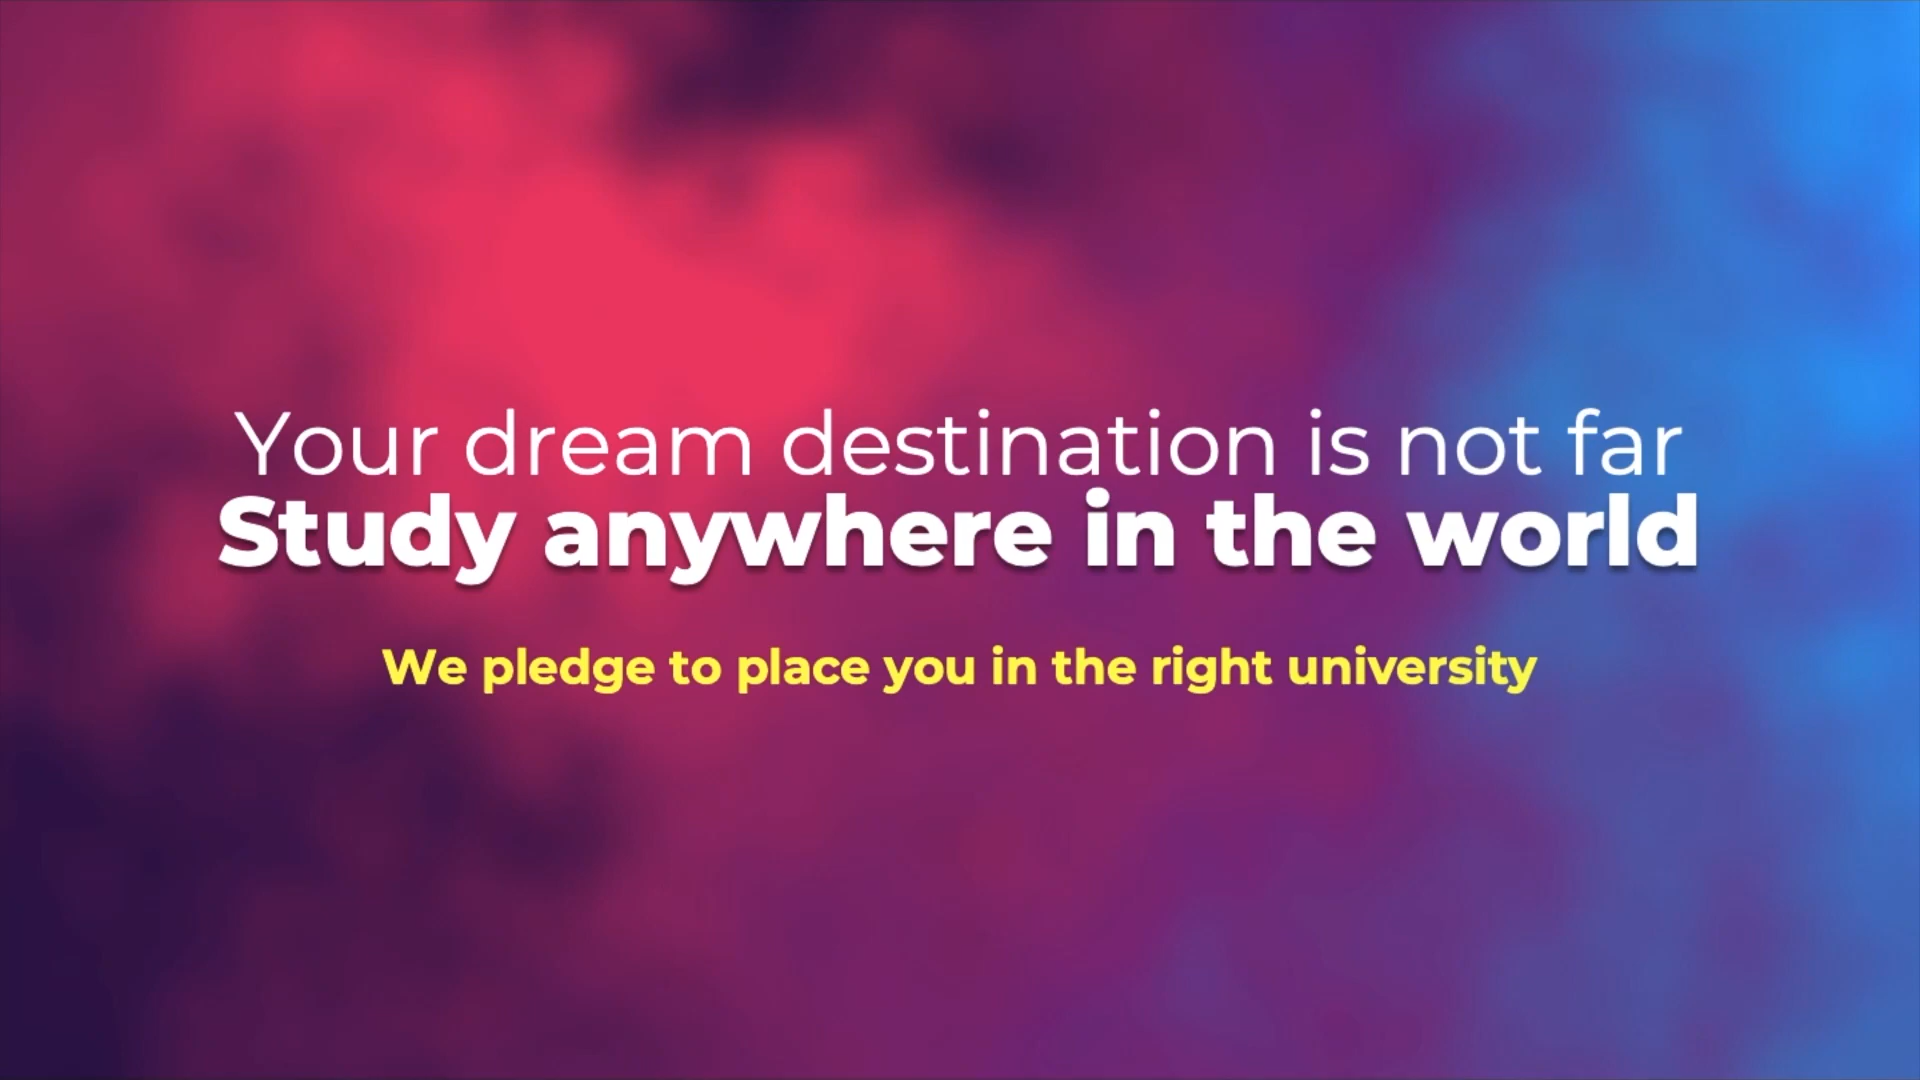 Your dream destination is not far
Study anywhere in the world
We pledge to place you in the right university